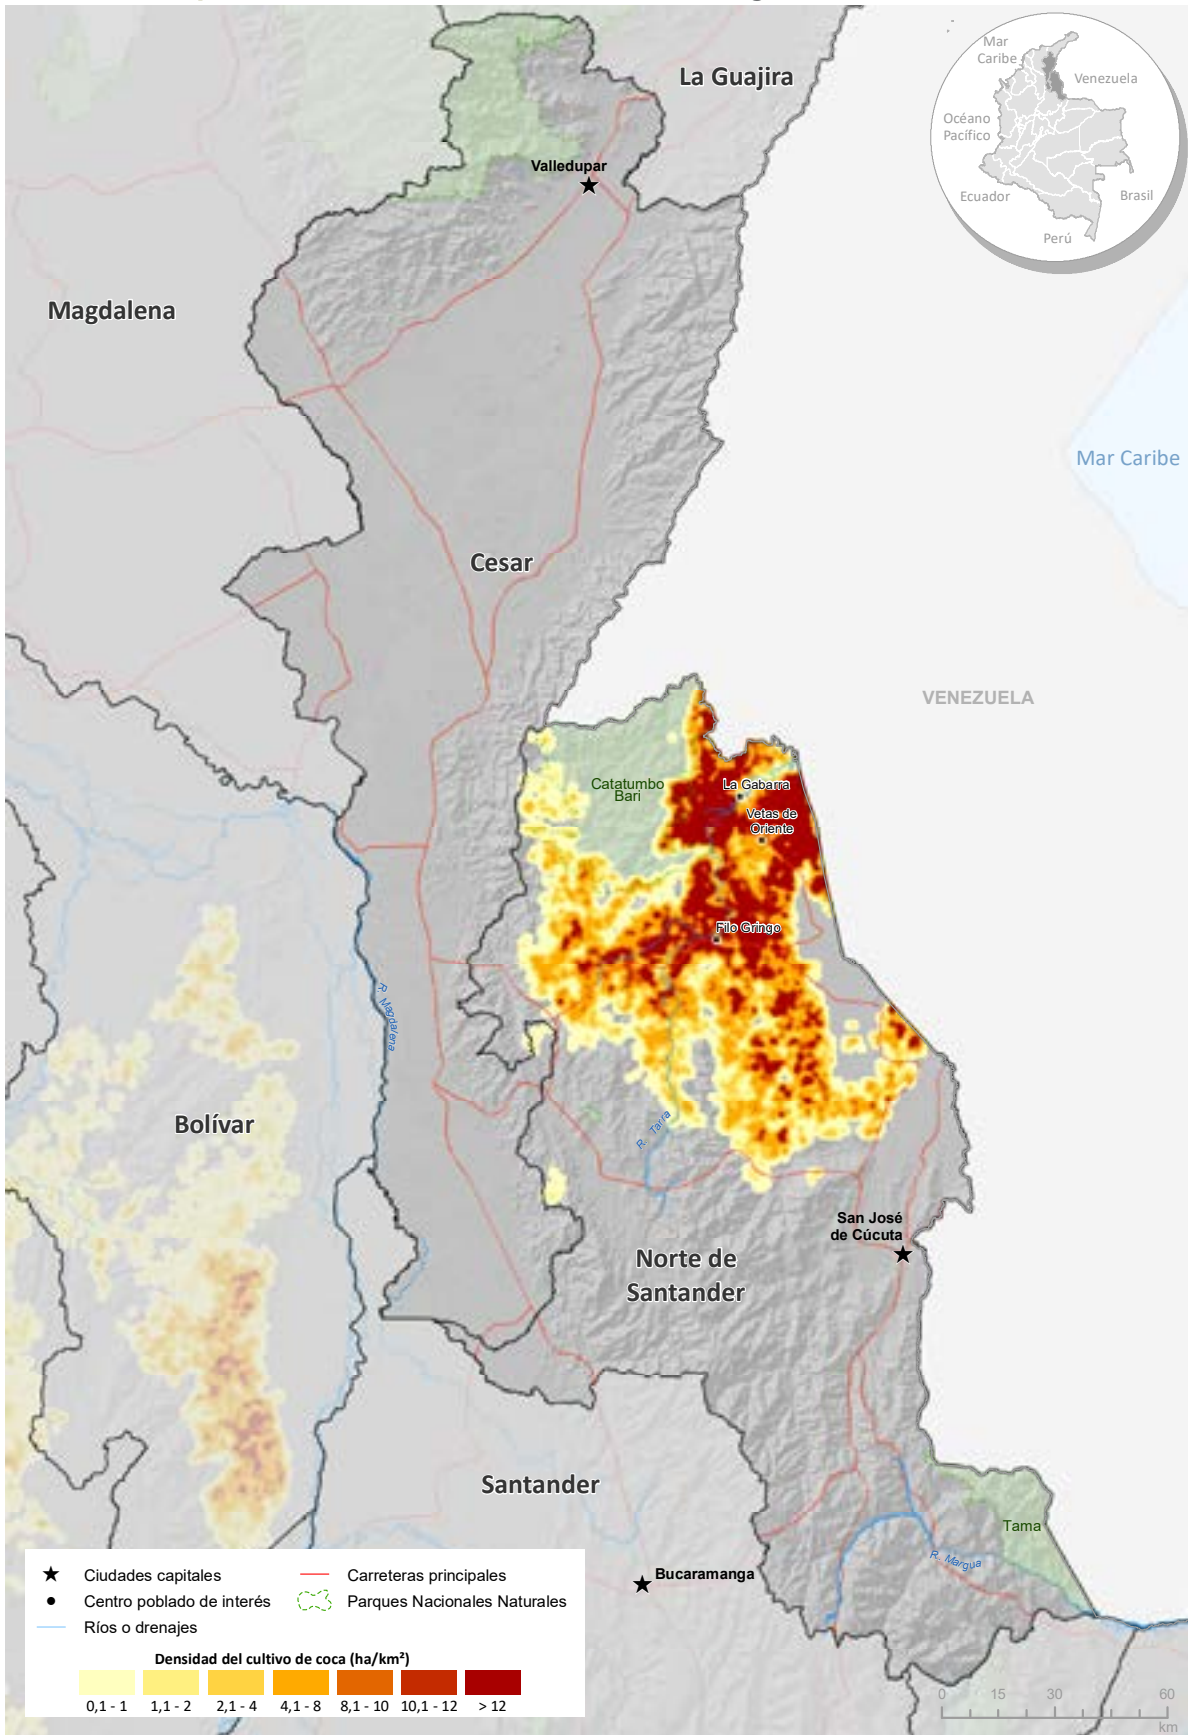 La Guajira
Mar
Caribe
Venezuela
Océano
Pacífico
Ecuador
Brasil
Perú
Valledupar
Magdalena
Mar Caribe
Cesar
VENEZUELA
Catatumbo
Bari
La Gabarra
Vetas de
Oriente
Filo Gringo
R. Magdalena
Bolívar
R. Tarra
San José
de Cúcuta
Norte de
Santander
Santander
Tama
R. Margua
Bucaramanga
Ciudades capitales
Carreteras principales
Centro poblado de interés
Parques Nacionales Naturales
Ríos o drenajes
Densidad del cultivo de coca (ha/km²)
0,1 - 1 1,1 - 2 2,1 - 4 4,1 - 8 8,1 - 10 10,1 - 12 > 12
0 15 30 60
km